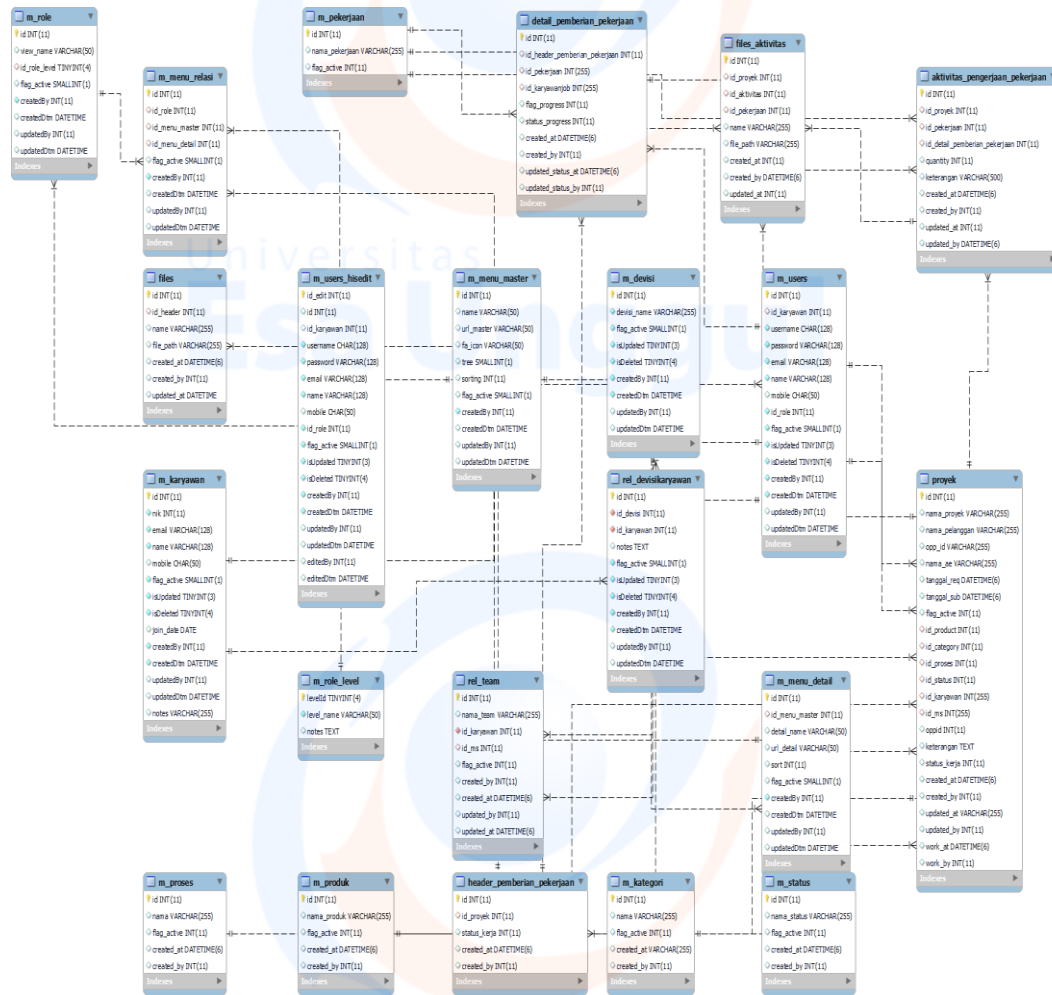 m_role
id INT(11)
view_name VARCHAR(50)
id_role_level TINYINT(4)
flag_active SMALLINT(1)
createdBy INT(11)
createdDtm DATETIME
updatedBy INT(11)
updatedDtm DATETIME
Indexes
m_menu_relasi
id INT(11)
id_role INT(11)
id_menu_master INT(11)
id_menu_detail INT(11)
flag_active SMALLINT(1)
createdBy INT(11)
createdDtm DATETIME
updatedBy INT(11)
updatedDtm DATETIME
Indexes
m_pekerjaan
id INT(11)
nama_pekerjaan VARCHAR(255)
flag_active INT(11)
Indexes
detail_pemberian_pekerjaan
id INT(11)
id_header_pemberian_pekerjaan INT(11)
id_pekerjaan INT(255)
id_karyawanjob INT(255)
flag_progress INT(11)
status_progress INT(11)
created_at DATETIME(6)
created_by INT(11)
updated_status_at DATETIME(6)
updated_status_by INT(11)
Indexes
files_aktivitas
id INT(11)
id_proyek INT(11)
id_aktivitas INT(11)
id_pekerjaan INT(11)
name VARCHAR(255)
file_path VARCHAR(255)
created_at INT(11)
created_by DATETIME(6)
updated_at INT(11)
Indexes
aktivitas_pengerjaan_pekerjaan
id INT(11)
id_proyek INT(11)
id_pekerjaan INT(11)
id_detail_pemberian_pekerjaan INT(11)
quantity INT(11)
keterangan VARCHAR(500)
created_at DATETIME(6)
created_by INT(11)
updated_at INT(11)
updated_by DATETIME(6)
Indexes
Universitas
Esa Unggul
files
id INT(11)
id_header INT(11)
name VARCHAR(255)
file_path VARCHAR(255)
created_at DATETIME(6)
created_by INT(11)
updated_at INT(11)
Indexes
m_users_hisedit
id_edit INT(11)
id INT(11)
id_karyawan INT(11)
username CHAR(128)
password VARCHAR(128)
email VARCHAR(128)
name VARCHAR(128)
mobile CHAR(50)
id_role INT(11)
flag_active SMALLINT(1)
isUpdated TINYINT(3)
isDeleted TINYINT(4)
createdBy INT(11)
createdDtm DATETIME
updatedBy INT(11)
updatedDtm DATETIME
editedBy INT(11)
editedDtm DATETIME
Indexes
m_menu_master
id INT(11)
name VARCHAR(50)
url_master VARCHAR(50)
fa_icon VARCHAR(50)
tree SMALLINT(1)
sorting INT(11)
flag_active SMALLINT(1)
createdBy INT(11)
createdDtm DATETIME
updatedBy INT(11)
updatedDtm DATETIME
Indexes
m_devisi
id INT(11)
devisi_name VARCHAR(255)
flag_active SMALLINT(1)
isUpdated TINYINT(3)
isDeleted TINYINT(4)
createdBy INT(11)
createdDtm DATETIME
updatedBy INT(11)
updatedDtm DATETIME
Indexes
m_users
id INT(11)
id_karyawan INT(11)
username CHAR(128)
password VARCHAR(128)
email VARCHAR(128)
name VARCHAR(128)
mobile CHAR(50)
id_role INT(11)
flag_active SMALLINT(1)
isUpdated TINYINT(3)
isDeleted TINYINT(4)
createdBy INT(11)
createdDtm DATETIME
updatedBy INT(11)
updatedDtm DATETIME
Indexes
m_karyawan
id INT(11)
nik INT(11)
email VARCHAR(128)
name VARCHAR(128)
mobile CHAR(50)
flag_active SMALLINT(1)
isUpdated TINYINT(3)
isDeleted TINYINT(4)
join_date DATE
createdBy INT(11)
createdDtm DATETIME
updatedBy INT(11)
updatedDtm DATETIME
notes VARCHAR(255)
Indexes
rel_devisikaryawan
id INT(11)
id_devisi INT(11)
id_karyawan INT(11)
notes TEXT
flag_active SMALLINT(1)
isUpdated TINYINT(3)
isDeleted TINYINT(4)
createdBy INT(11)
createdDtm DATETIME
updatedBy INT(11)
updatedDtm DATETIME
Indexes
proyek
id INT(11)
nama_proyek VARCHAR(255)
nama_pelanggan VARCHAR(255)
opp_id VARCHAR(255)
nama_ae VARCHAR(255)
tanggal_req DATETIME(6)
tanggal_sub DATETIME(6)
flag_active INT(11)
id_product INT(11)
id_category INT(11)
id_proses INT(11)
id_status INT(11)
id_karyawan INT(255)
id_ms INT(255)
oppid INT(11)
keterangan TEXT
status_kerja INT(11)
created_at DATETIME(6)
created_by INT(11)
updated_at VARCHAR(255)
updated_by INT(11)
work_at DATETIME(6)
work_by INT(11)
Indexes
m_role_level
levelId TINYINT(4)
level_name VARCHAR(50)
notes TEXT
Indexes
rel_team
id INT(11)
nama_team VARCHAR(255)
id_karyawan INT(11)
id_ms INT(11)
flag_active INT(11)
created_by INT(11)
created_at DATETIME(6)
updated_by INT(11)
updated_at DATETIME(6)
Indexes
m_menu_detail
id INT(11)
id_menu_master INT(11)
detail_name VARCHAR(50)
url_detail VARCHAR(50)
sort INT(11)
flag_active SMALLINT(1)
createdBy INT(11)
createdDtm DATETIME
updatedBy INT(11)
updatedDtm DATETIME
Indexes
m_proses
id INT(11)
nama VARCHAR(255)
flag_active INT(11)
created_at DATETIME(6)
created_by INT(11)
Indexes
m_produk
id INT(11)
nama_produk VARCHAR(255)
flag_active INT(11)
created_at DATETIME(6)
created_by INT(11)
Indexes
header_pemberian_pekerjaan
id INT(11)
id_proyek INT(11)
status_kerja INT(11)
created_at DATETIME(6)
created_by INT(11)
Indexes
m_kategori
id INT(11)
nama VARCHAR(255)
flag_active INT(11)
created_at VARCHAR(255)
created_by INT(11)
Indexes
m_status
id INT(11)
nama_status VARCHAR(255)
flag_active INT(11)
created_at DATETIME(6)
created_by INT(11)
Indexes